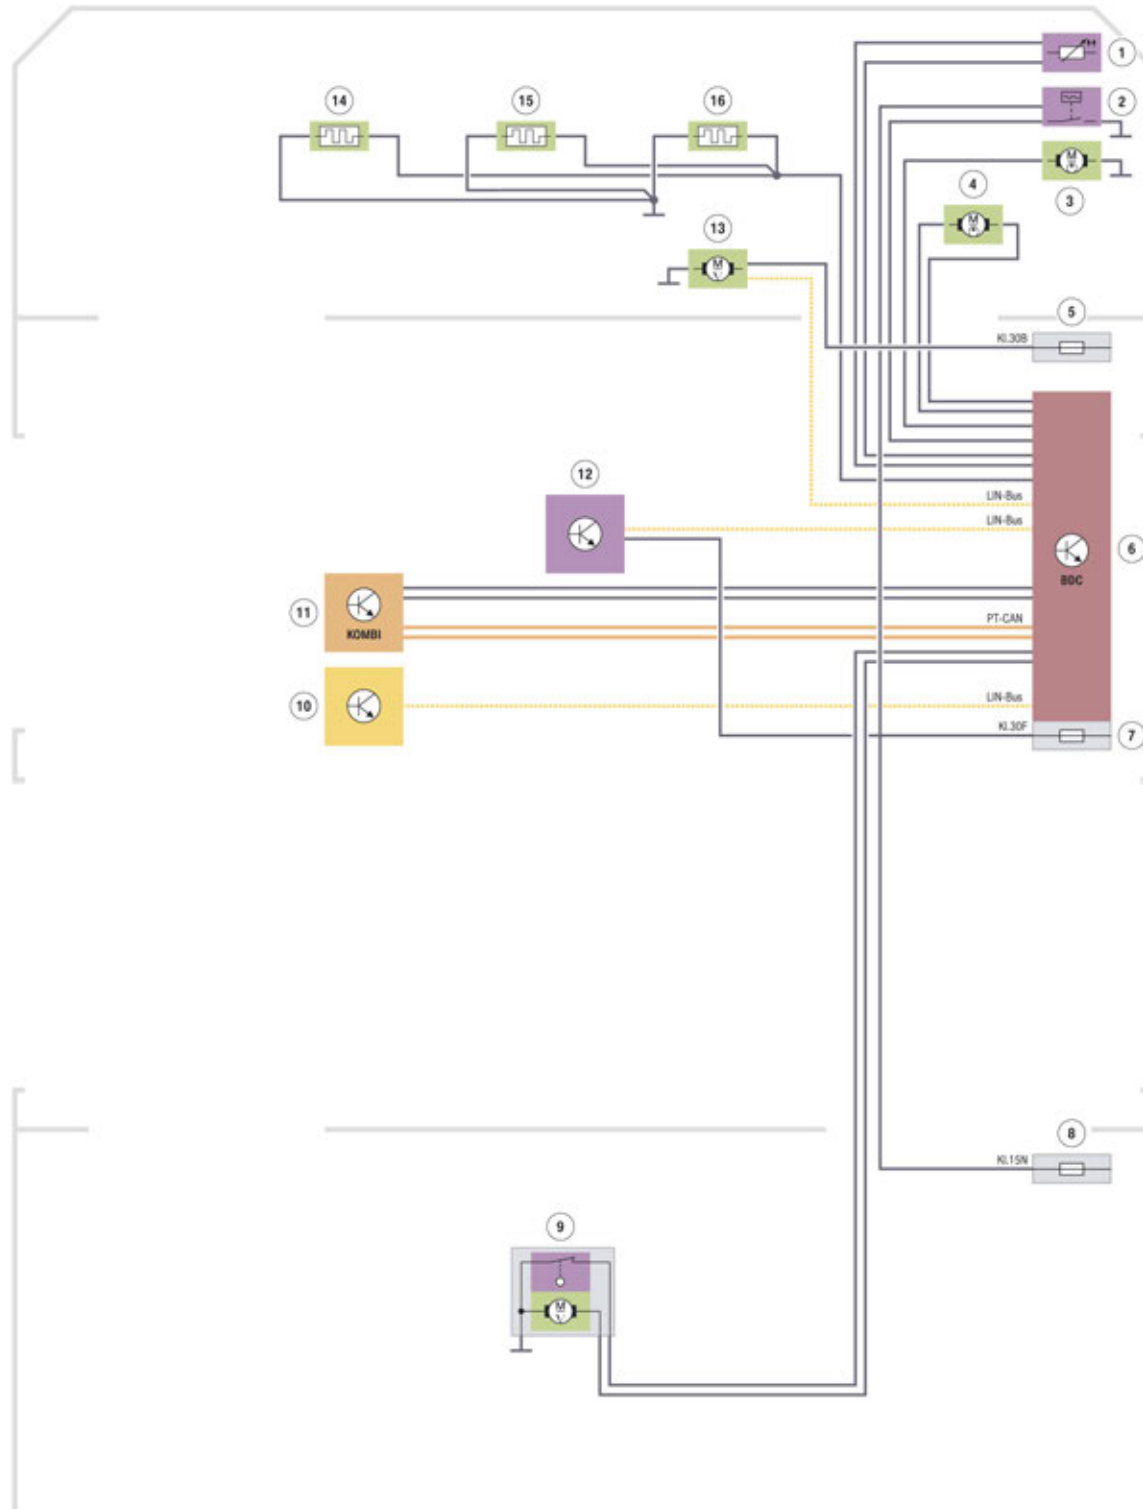 1
14
15
16
2
M
4
3
M
13
M
5
Kl.30B
12
LIN-Bus
LIN-Bus
6
BDC
11
KOMBI
PT-CAN
10
LIN-Bus
Kl.30F
7
8
Kl.15N
9
M